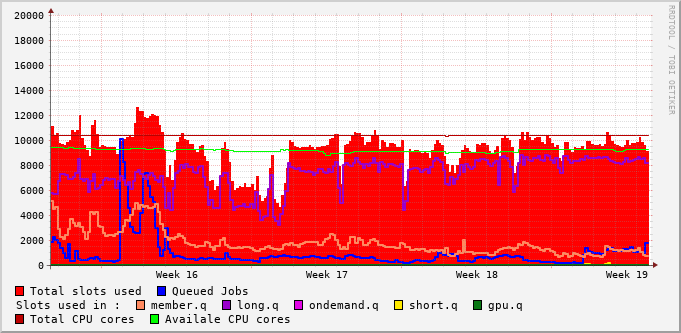 20000
18000
16000
14000
12000
10000
8000
6000
4000
2000
0
Week 16 Week 17 Week 18 Week 19
RRDTOOL / TOBI OETIKER
Total slots used Queued Jobs
Slots used in : member.q long.q ondemand.q short.q gpu.q
Total CPU cores Availale CPU cores